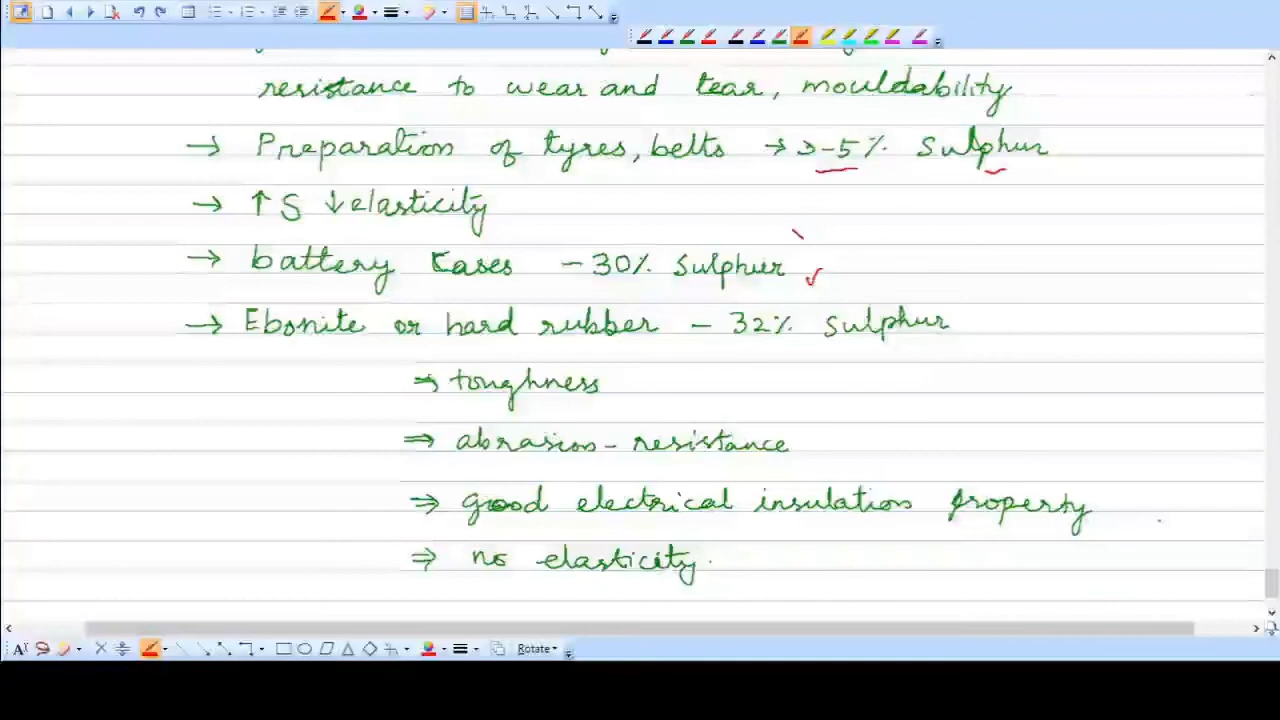 resistance to wear and tear, mouldability
→ Preparation of tyres, belts → 3-5% Sulphur
→ ↑ S ↓ elasticity
→ battery cases - 30% Sulphur
→ Ebonite or hard rubber - 32% sulphur
⇒ toughness
⇒ abrasion-resistance
⇒ good electrical insulation property
⇒ no elasticity.
Rotate